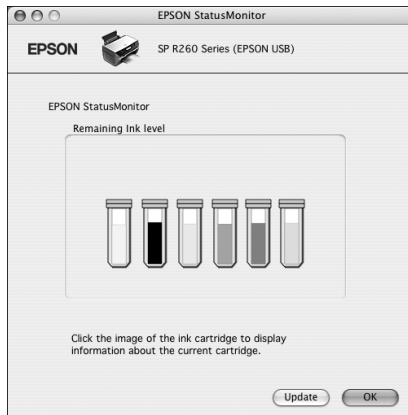 EPSON StatusMonitor
EPSON
SP R260 Series (EPSON USB)
EPSON StatusMonitor
Remaining Ink level
Click the image of the ink cartridge to display
information about the current cartridge.
Update
OK